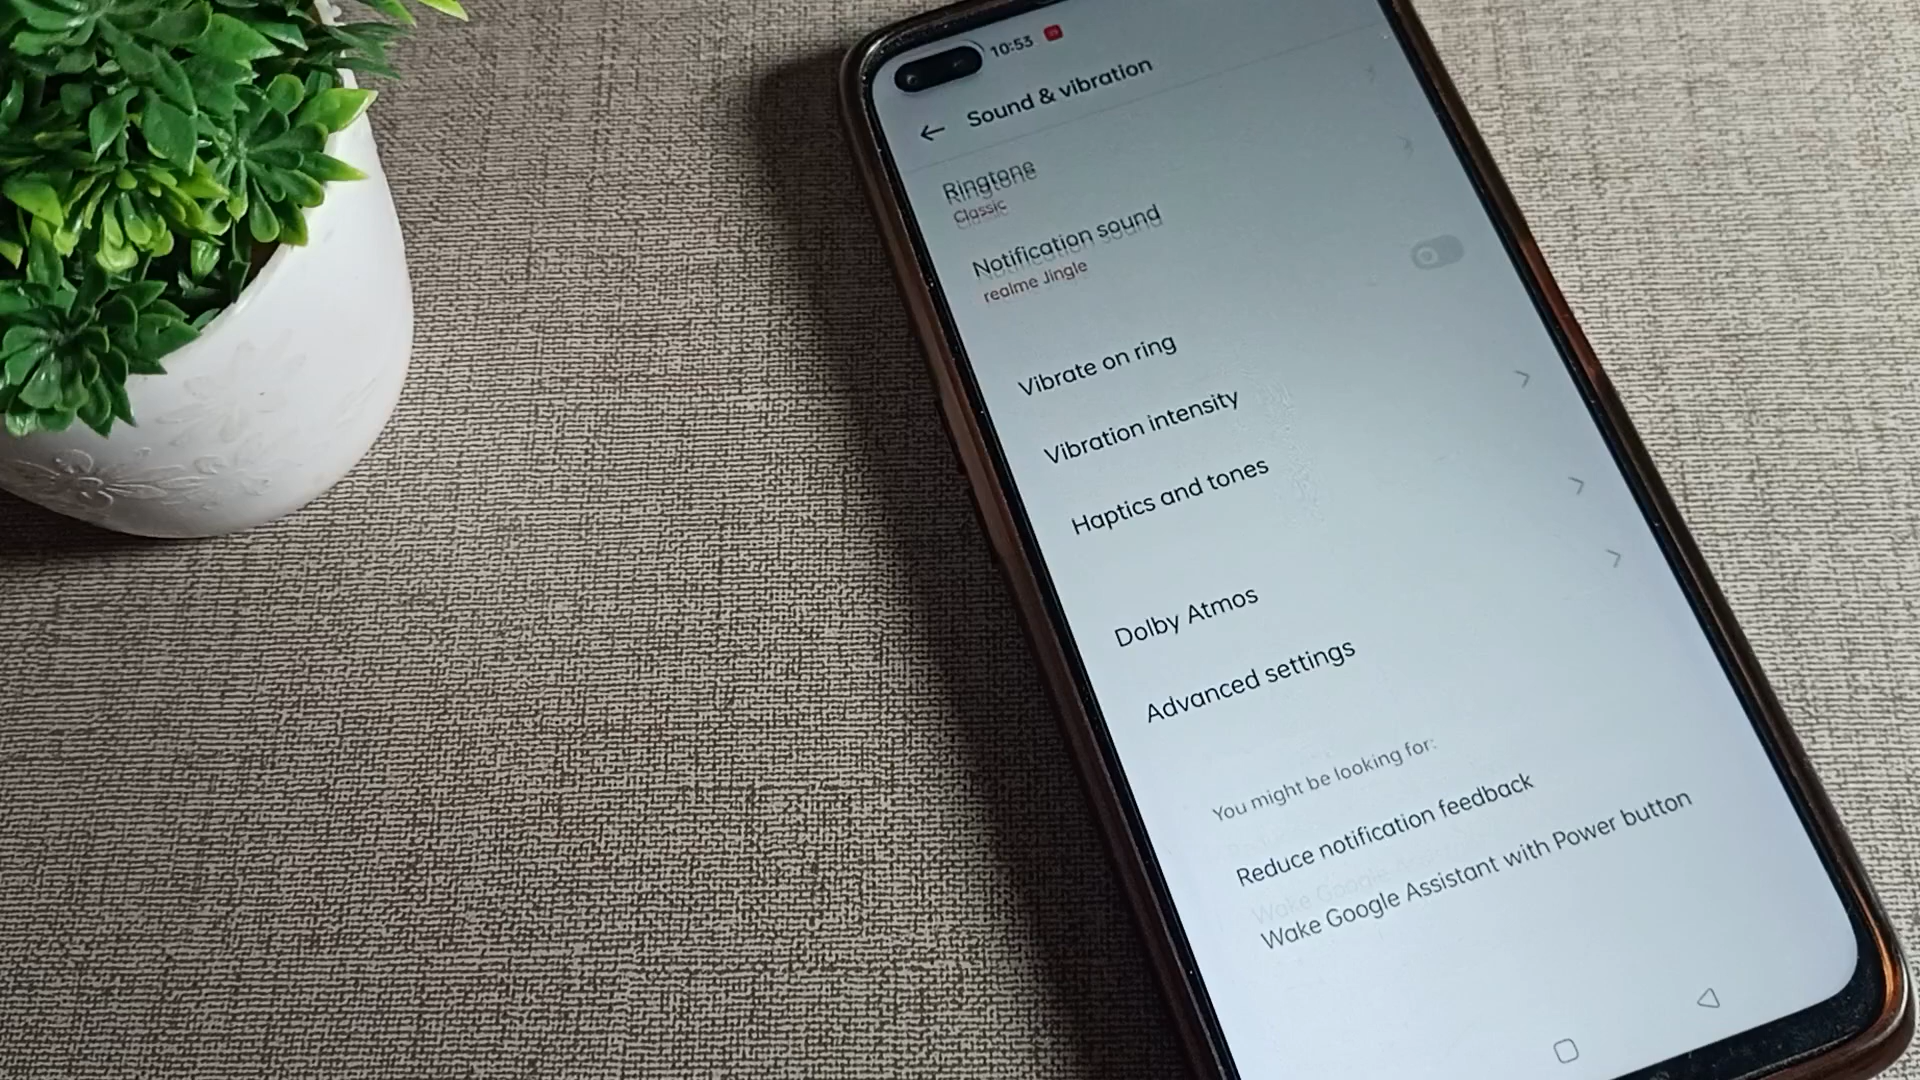 10:53
Sound & vibration
Ringtone
Classic
Notification sound
realme Jingle
Vibrate on ring
Vibration intensity
Haptics and tones
Dolby Atmos
Advanced settings
You might be looking for:
Reduce notification feedback
Wake Google Assistant with Power button